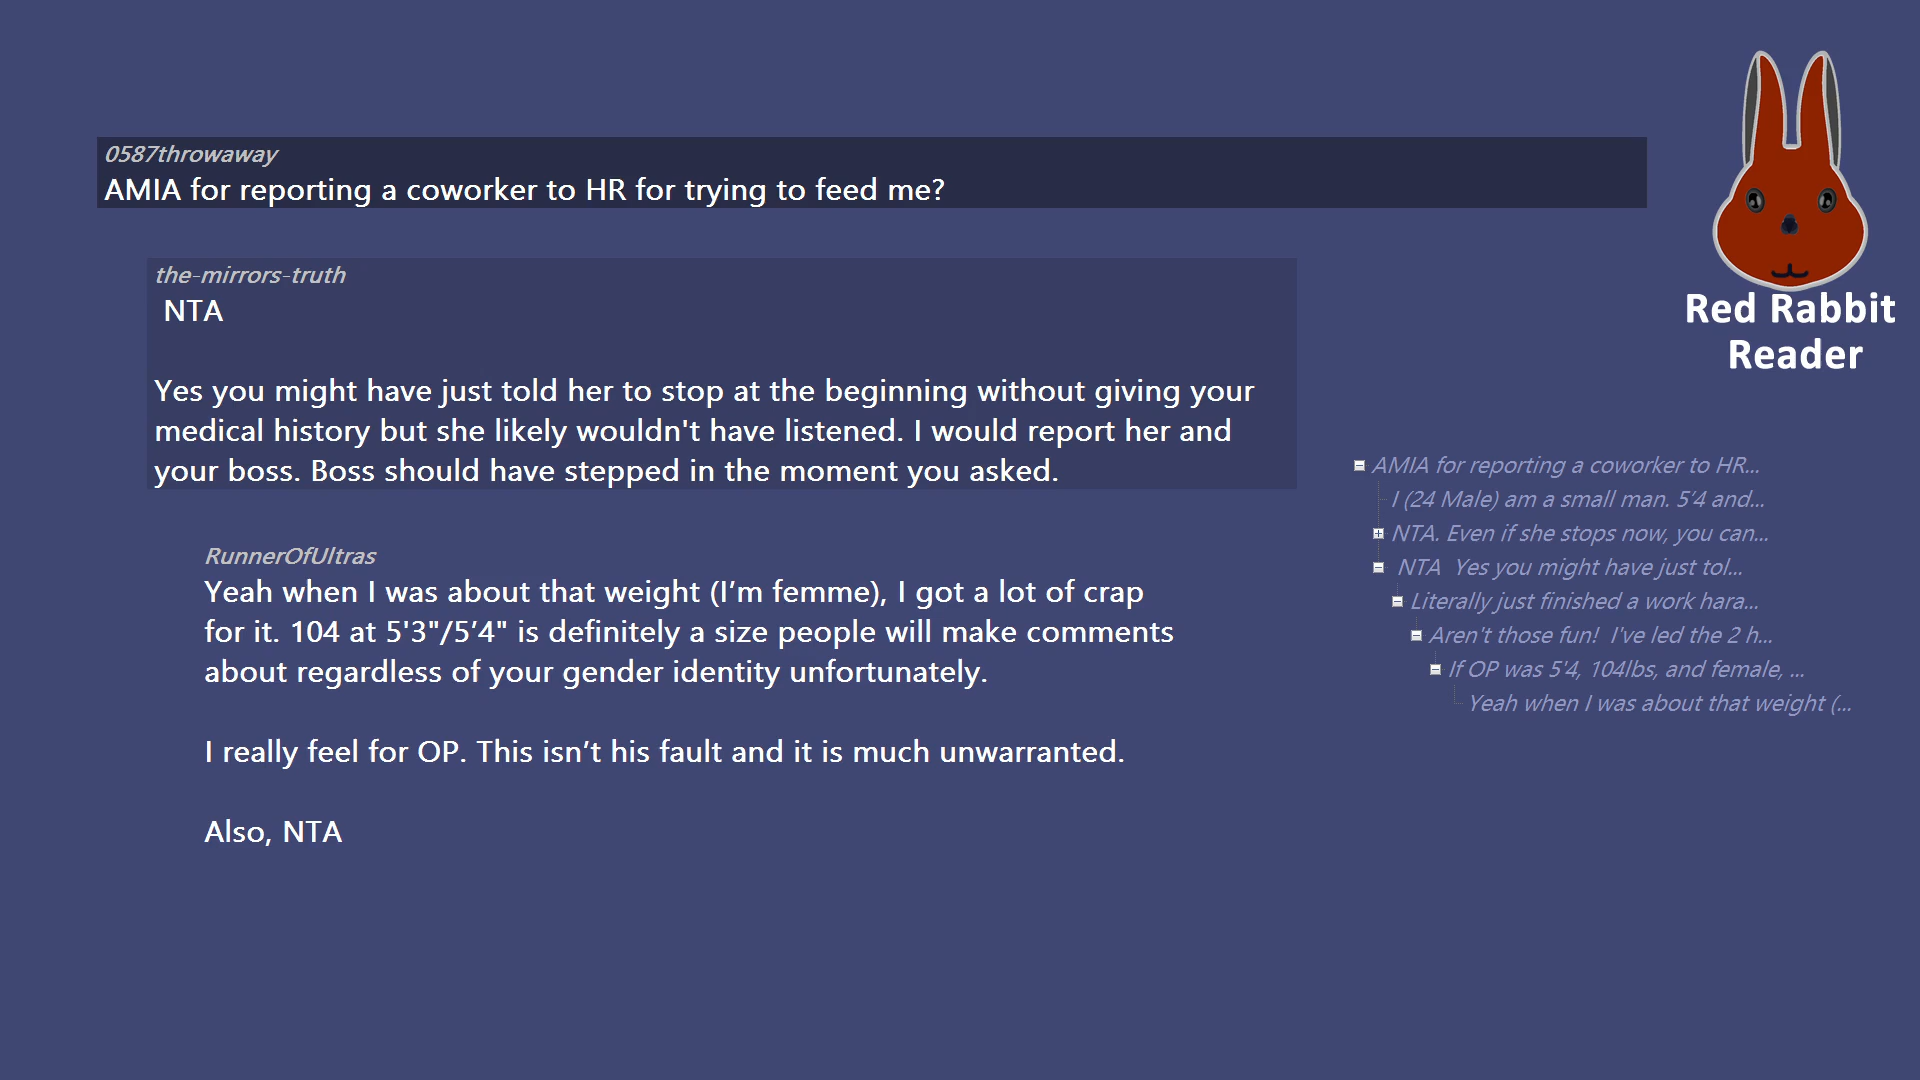 0587throwaway
AMIA for reporting a coworker to HR for trying to feed me?
the-mirrors-truth
NTA
Yes you might have just told her to stop at the beginning without giving your
medical history but she likely wouldn't have listened. I would report her and
your boss. Boss should have stepped in the moment you asked.
RunnerOfUltras
Yeah when I was about that weight (I’m femme), I got a lot of crap
for it. 104 at 5'3"/5’4" is definitely a size people will make comments
about regardless of your gender identity unfortunately.
I really feel for OP. This isn’t his fault and it is much unwarranted.
Also, NTA
Red Rabbit
Reader
AMIA for reporting a coworker to HR...
I (24 Male) am a small man. 5’4 and...
NTA. Even if she stops now, you can...
NTA  Yes you might have just tol...
Literally just finished a work hara...
Aren't those fun!  I've led the 2 h...
If OP was 5'4, 104lbs, and female, ...
Yeah when I was about that weight (...